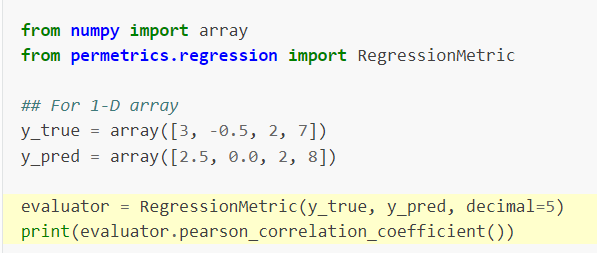 from numpy import array
from permetrics.regression import RegressionMetric
## For 1-D array
y_true = array([3, -0.5, 2, 7])
y_pred = array([2.5, 0.0, 2, 8])
evaluator = RegressionMetric(y_true, y_pred, decimal=5)
print(evaluator.pearson_correlation_coefficient())